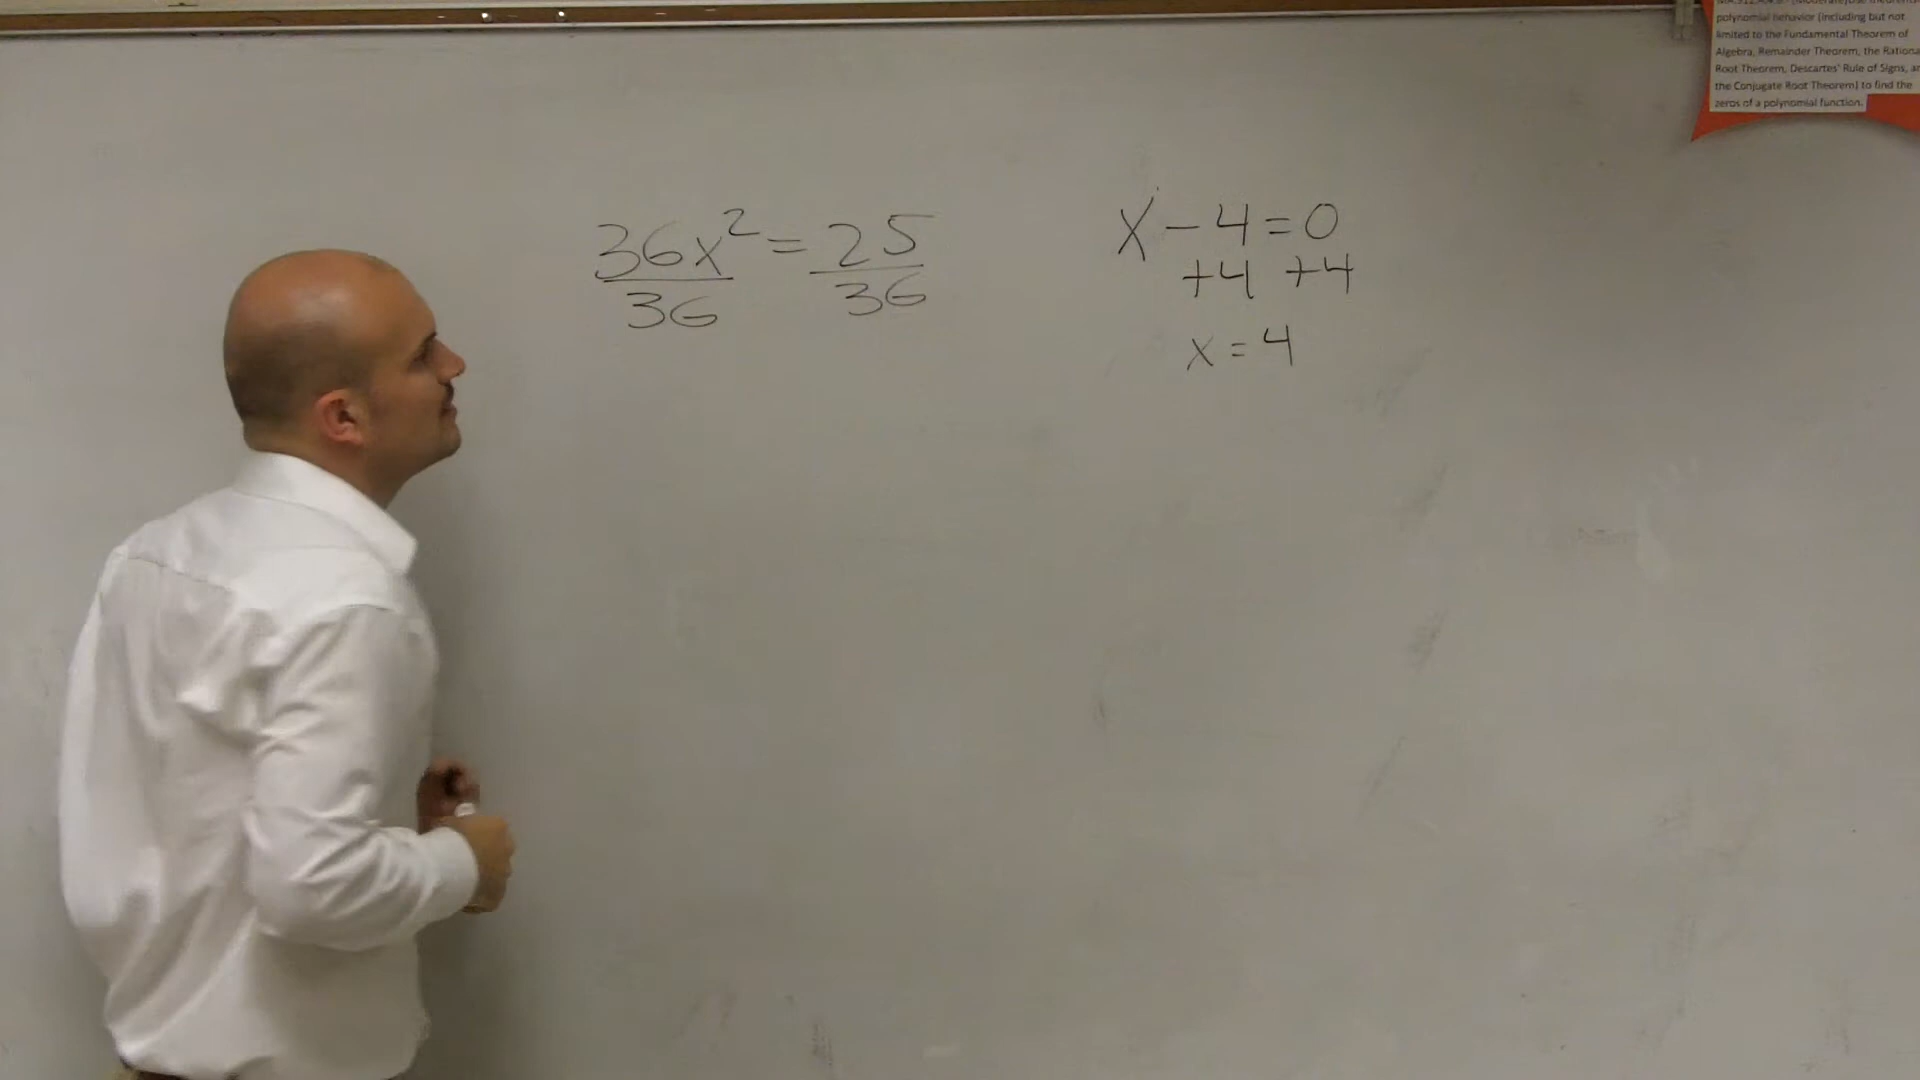 polynomial behavior (including but not
limited to the Fundamental Theorem of
Algebra, Remainder Theorem, the
Root Theorem, Descartes' Rule of Signs,
the Conjugate Root Theorem) to find the
zeros of a polynomial function.
36x² = 25
36 36
x - 4 = 0
+4 +4
x = 4